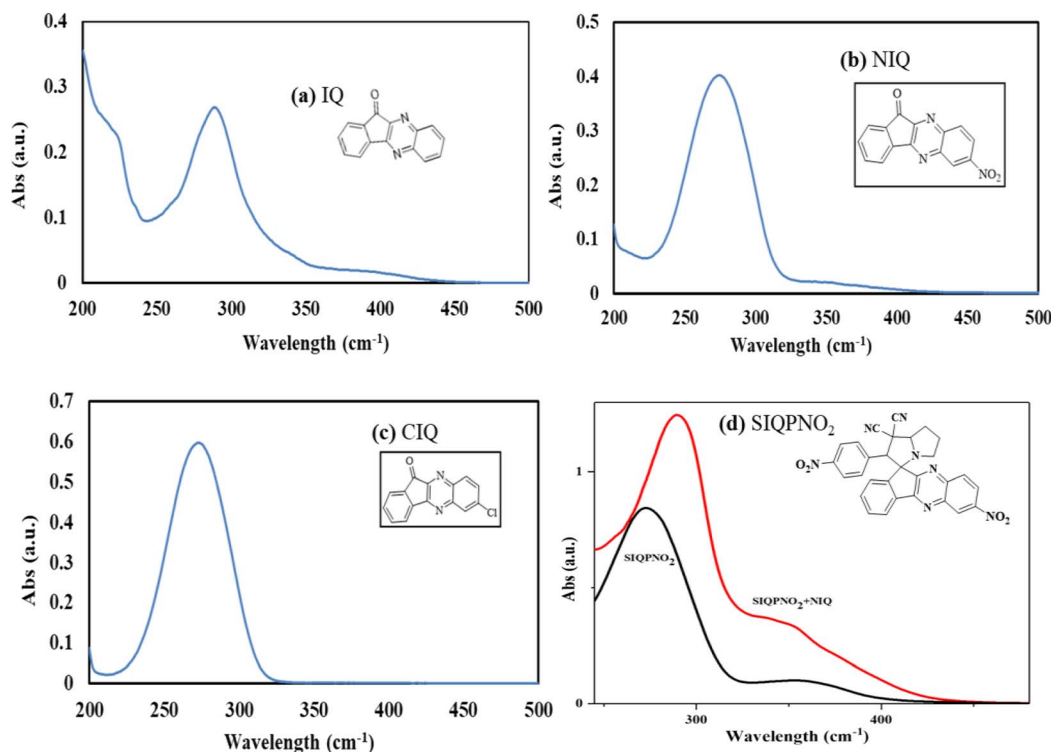 (a) IQ
O
N
N
Abs (a.u.)
0.4
0.3
0.2
0.1
0
200 250 300 350 400 450 500
Wavelength (cm⁻¹)
(b) NIQ
O
N
N
NO₂
Abs (a.u.)
0.5
0.4
0.3
0.2
0.1
0
200 250 300 350 400 450 500
Wavelength (cm⁻¹)
(c) CIQ
O
N
N
Cl
Abs (a.u.)
0.7
0.6
0.5
0.4
0.3
0.2
0.1
0
200 250 300 350 400 450 500
Wavelength (cm⁻¹)
(d) SIQPNO₂
NC CN
O₂N
N
N
N
NO₂
SIQPNO₂
SIQPNO₂+NIQ
Abs (a.u.)
1
0
300 400
Wavelength (cm⁻¹)